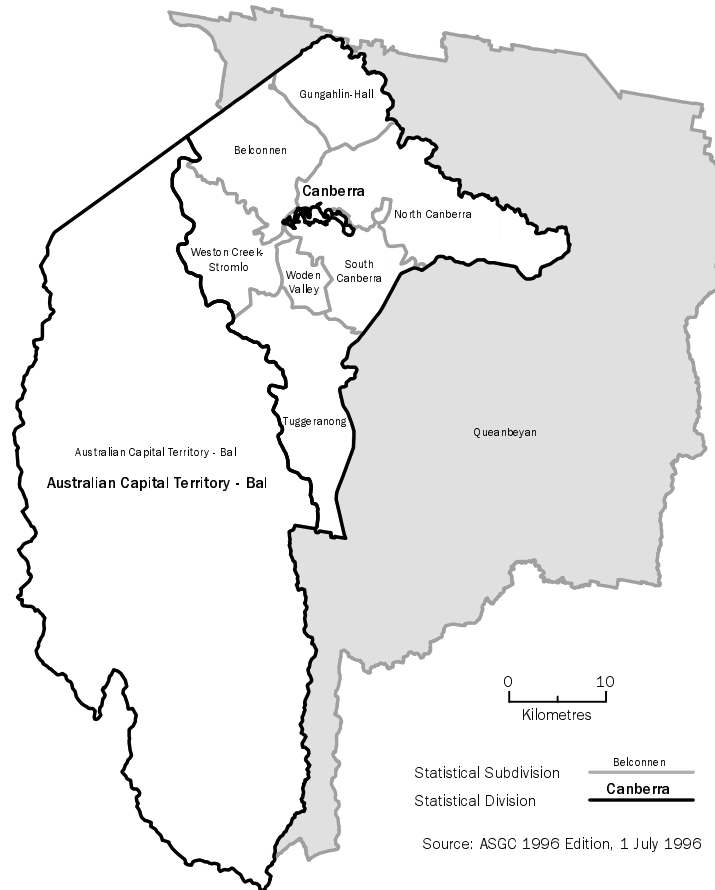 Gungahlin-Hall
Belconnen
Canberra
North Canberra
Weston Creek-
Stromlo
South
Canberra
Woden
Valley
Tuggeranong
Queanbeyan
Australian Capital Territory - Bal
Australian Capital Territory - Bal
0 10
Kilometres
Belconnen
Statistical Subdivision
Canberra
Statistical Division
Source: ASGC 1996 Edition, 1 July 1996